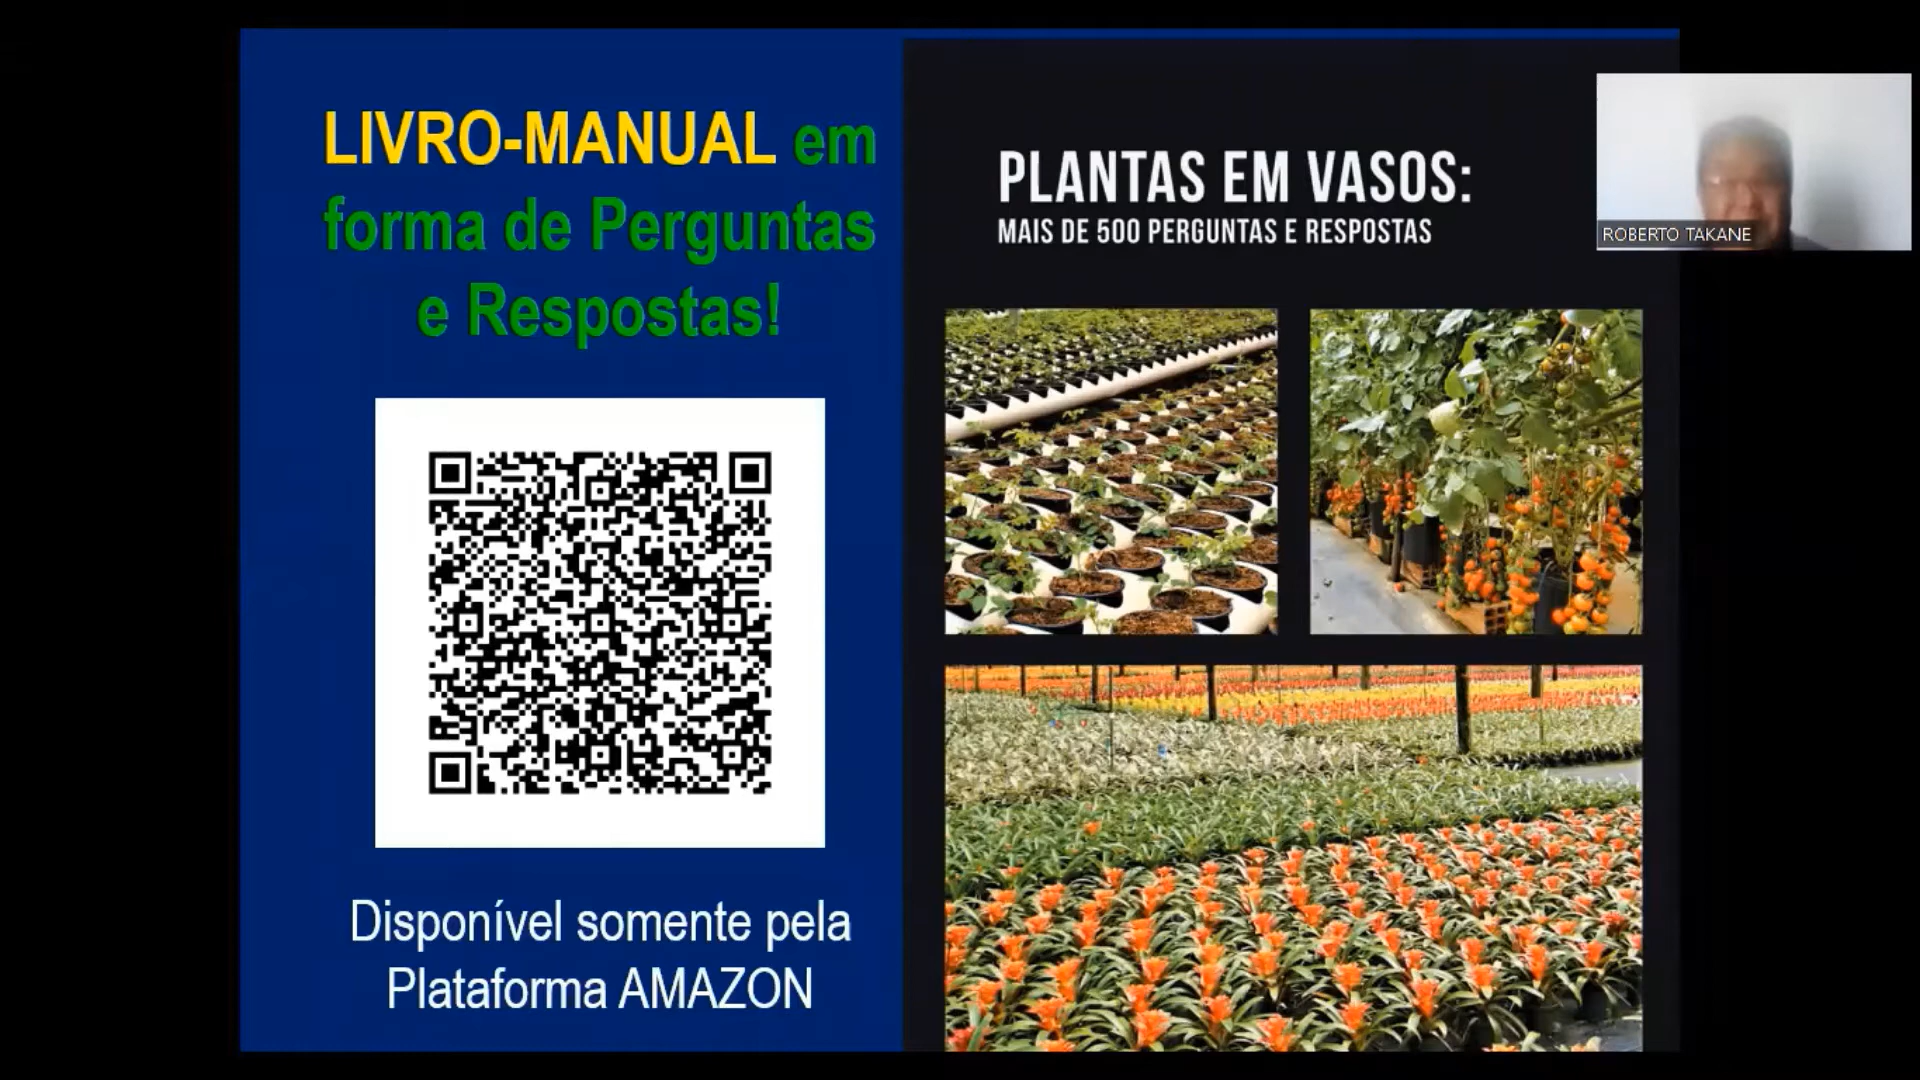 LIVRO-MANUAL em
forma de Perguntas
e Respostas!
Disponível somente pela
Plataforma AMAZON
PLANTAS EM VASOS:
MAIS DE 500 PERGUNTAS E RESPOSTAS
ROBERTO TAKANE